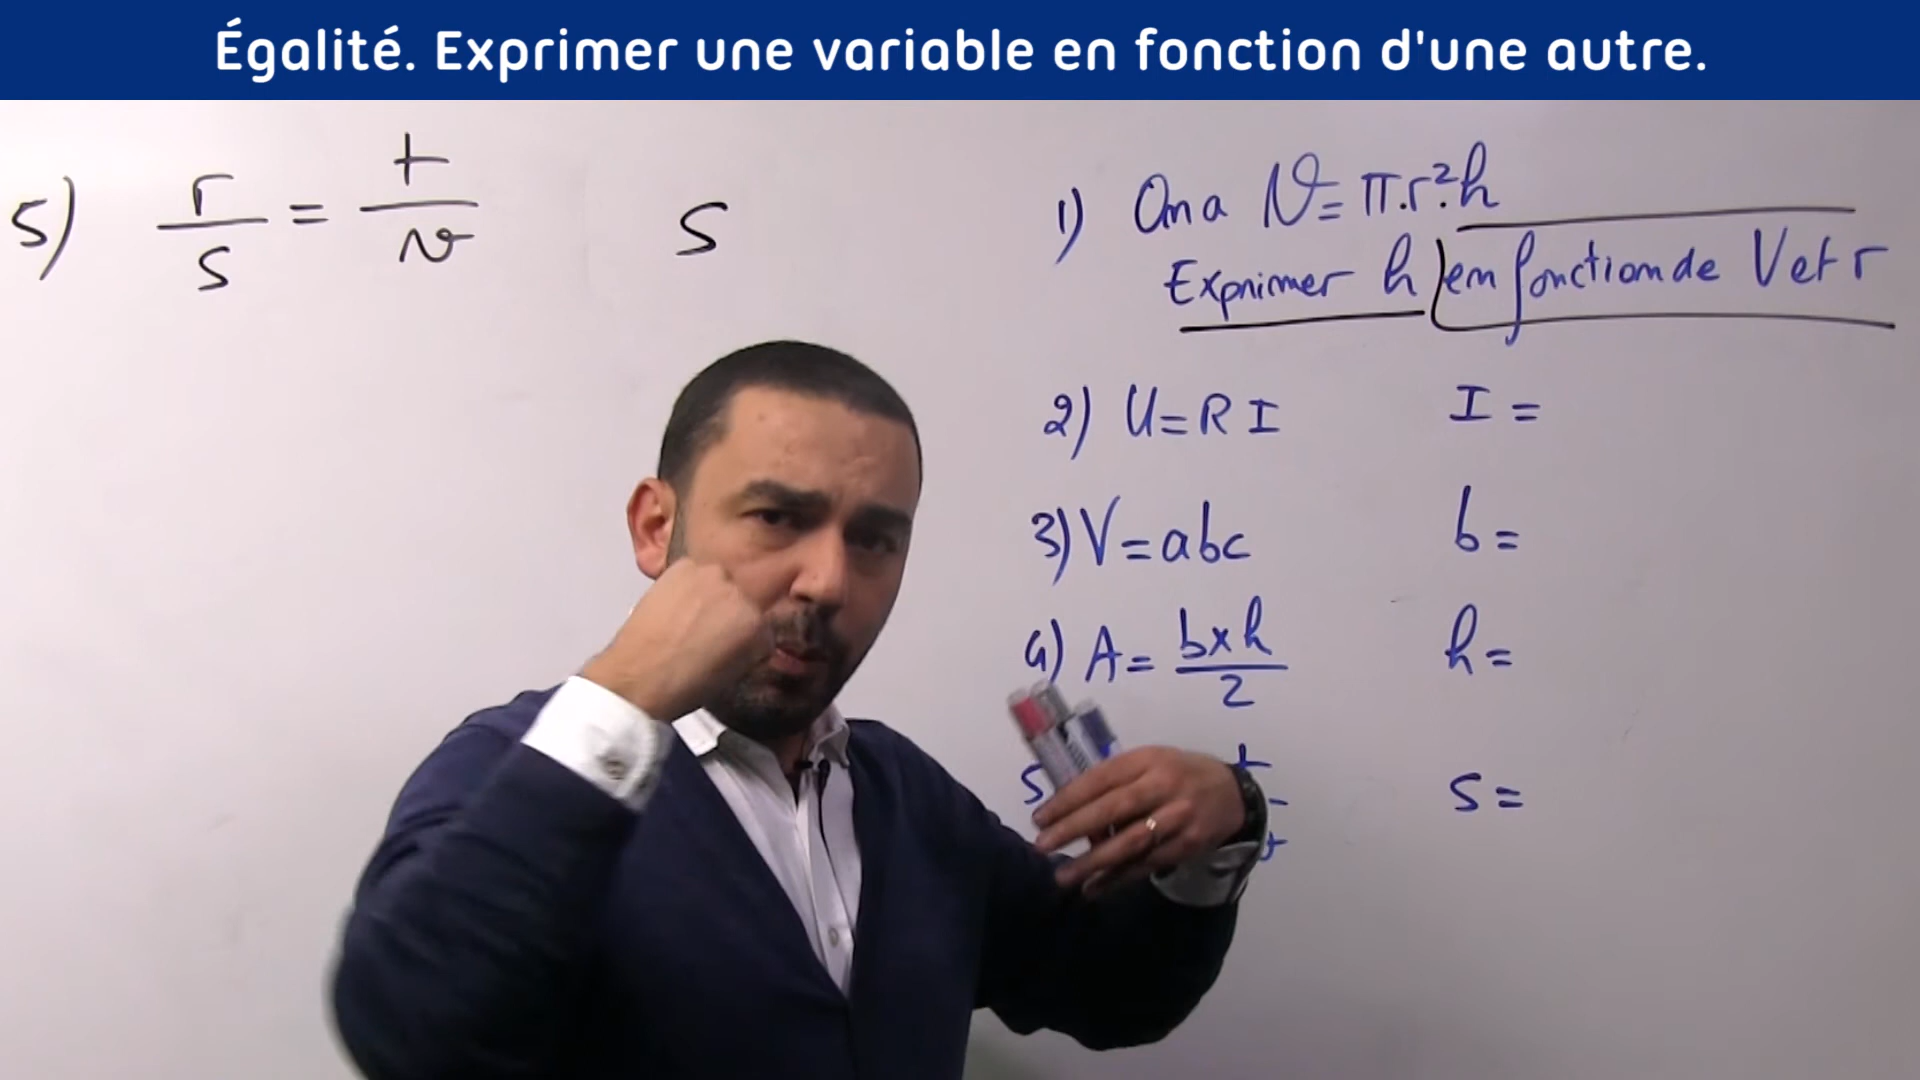 Égalité. Exprimer une variable en fonction d'une autre.
5) r/s = t/v   s
1) On a V = π.r².h
Exprimer h en fonction de V et r
2) U = R I   I =
3) V = abc   b =
4) A = b×h/2   h =
5   s =